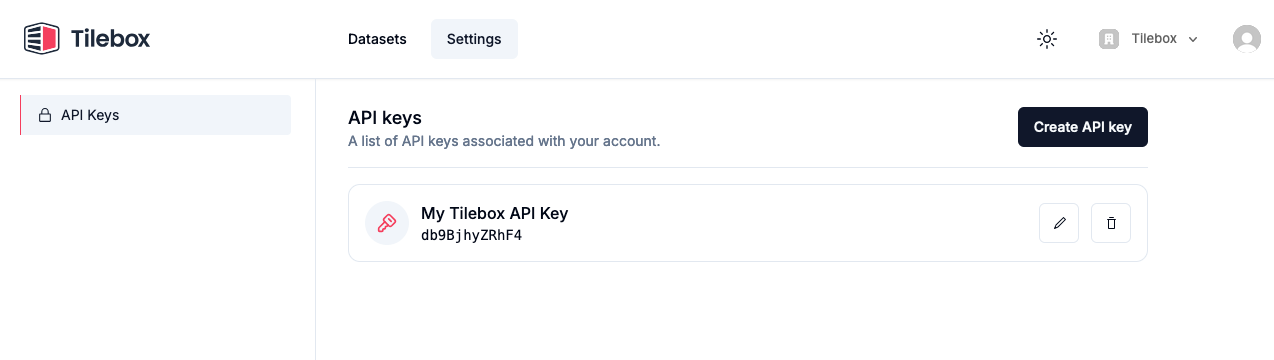 Tilebox
Datasets
Settings
Tilebox
API Keys
API keys
A list of API keys associated with your account.
Create API key
My Tilebox API Key
db9BjhyZRhF4